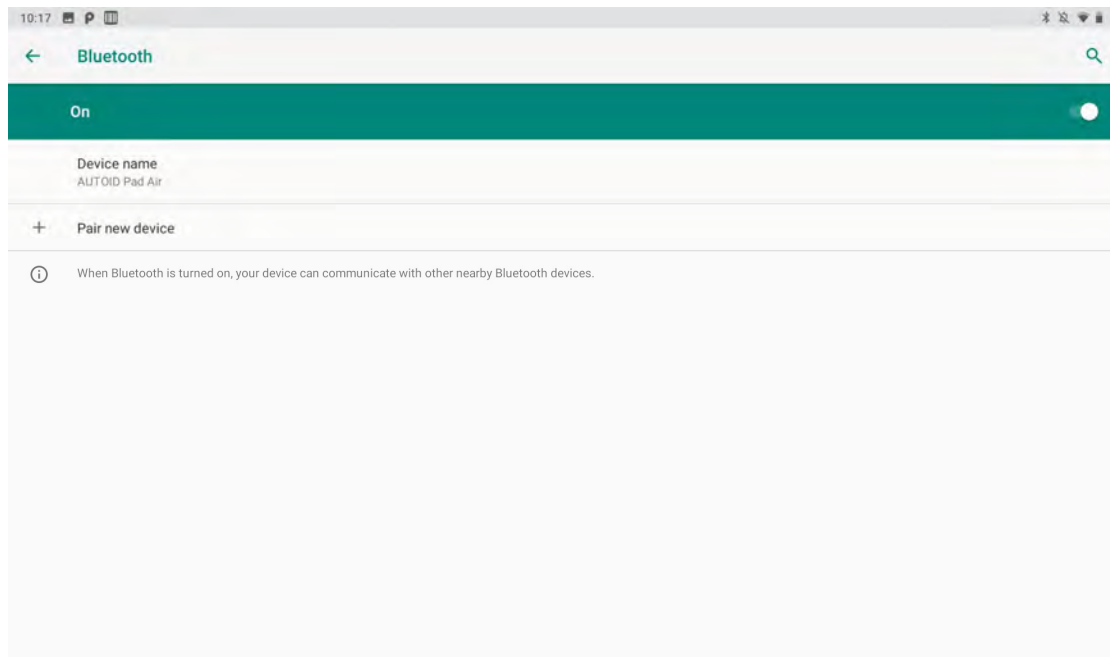 10:17
Bluetooth
On
Device name
AUTOID Pad Air
Pair new device
When Bluetooth is turned on, your device can communicate with other nearby Bluetooth devices.